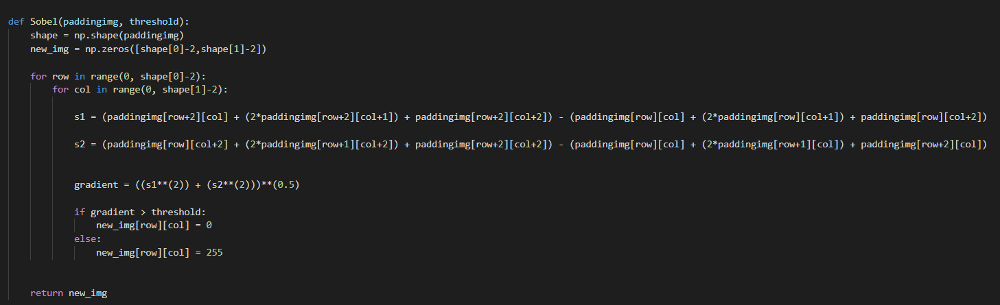 def Sobel(paddingimg, threshold):
    shape = np.shape(paddingimg)
    new_img = np.zeros([shape[0]-2,shape[1]-2])
    for row in range(0, shape[0]-2):
        for col in range(0, shape[1]-2):
            s1 = (paddingimg[row+2][col] + (2*paddingimg[row+2][col+1]) + paddingimg[row+2][col+2]) - (paddingimg[row][col] + (2*paddingimg[row][col+1]) + paddingimg[row][col+2])
            s2 = (paddingimg[row][col+2] + (2*paddingimg[row+1][col+2]) + paddingimg[row+2][col+2]) - (paddingimg[row][col] + (2*paddingimg[row+1][col]) + paddingimg[row+2][col])
            gradient = ((s1**(2)) + (s2**(2)))**(0.5)
            if gradient > threshold:
                new_img[row][col] = 0
            else:
                new_img[row][col] = 255
    return new_img